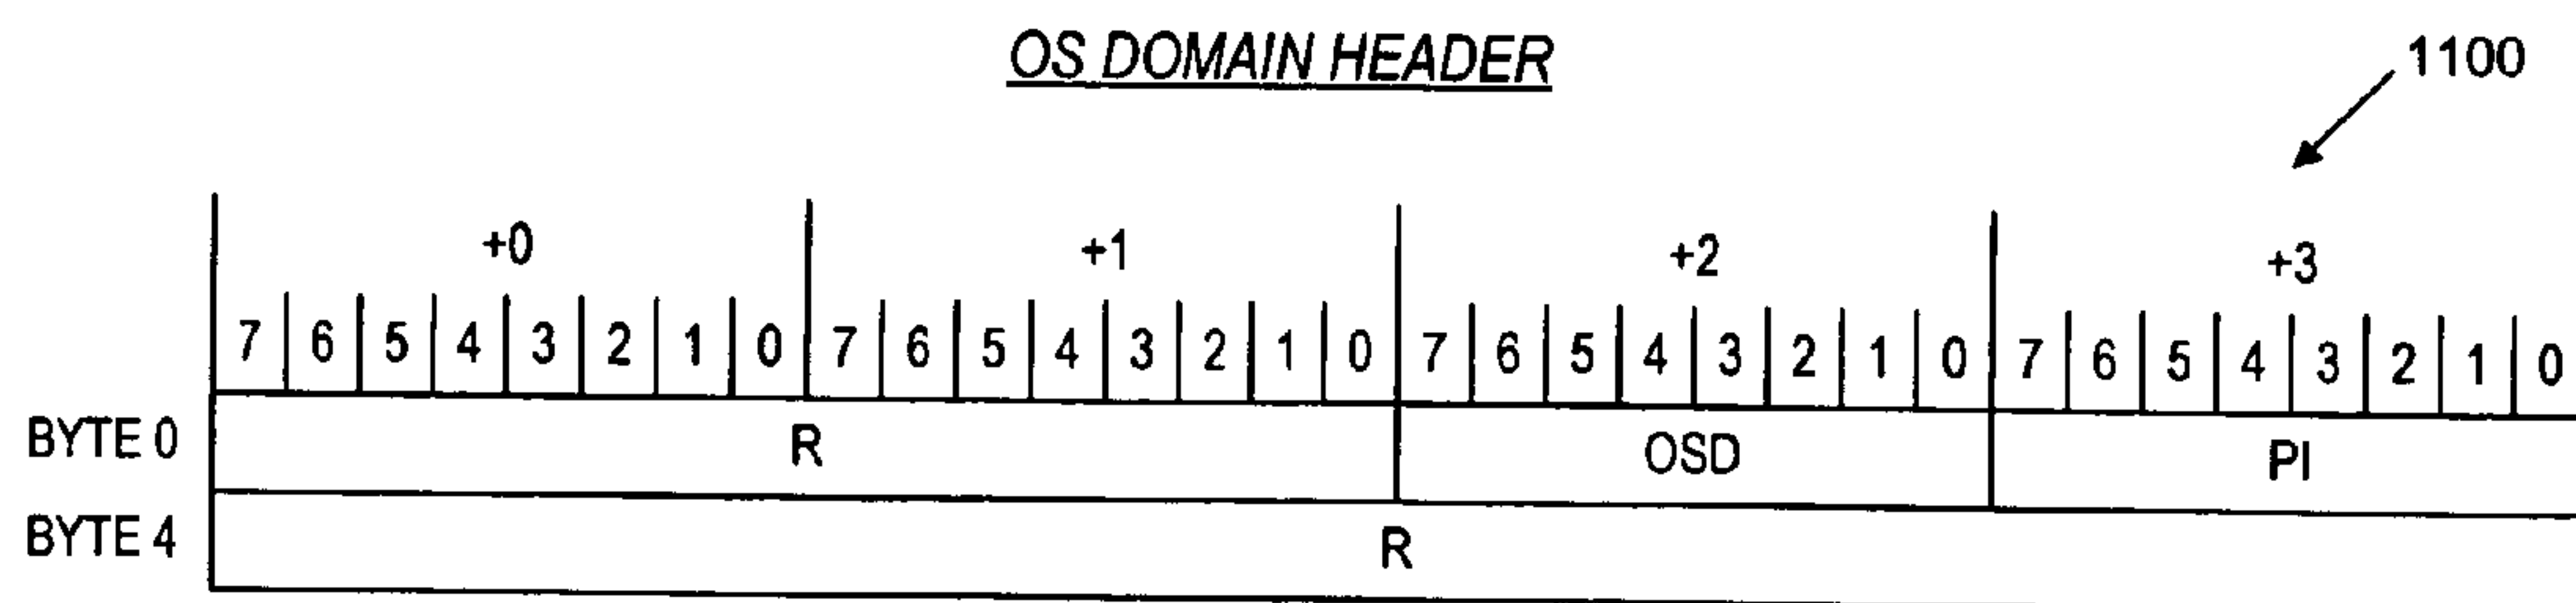 OS DOMAIN HEADER
1100
+0 +1 +2 +3
7 6 5 4 3 2 1 0 7 6 5 4 3 2 1 0 7 6 5 4 3 2 1 0 7 6 5 4 3 2 1 0
BYTE 0 R OSD PI
BYTE 4 R